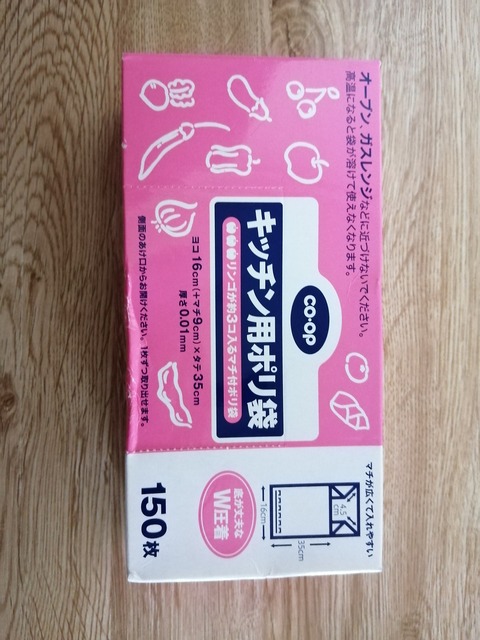 オーブン、ガスレンジなどに近づけないでください。
高温になると袋が溶けて使えなくなります。
CO・OP
キッチン用ポリ袋
リンゴが約3コ入るマチ付ポリ袋
ヨコ16cm(+マチ9cm)×タテ35cm
厚さ0.01mm
側面のあけ口からお開けください。1枚ずつ取り出せます。
マチが広くて入れやすい
4.5cm
35cm
16cm
底が丈夫な
W圧着
150枚